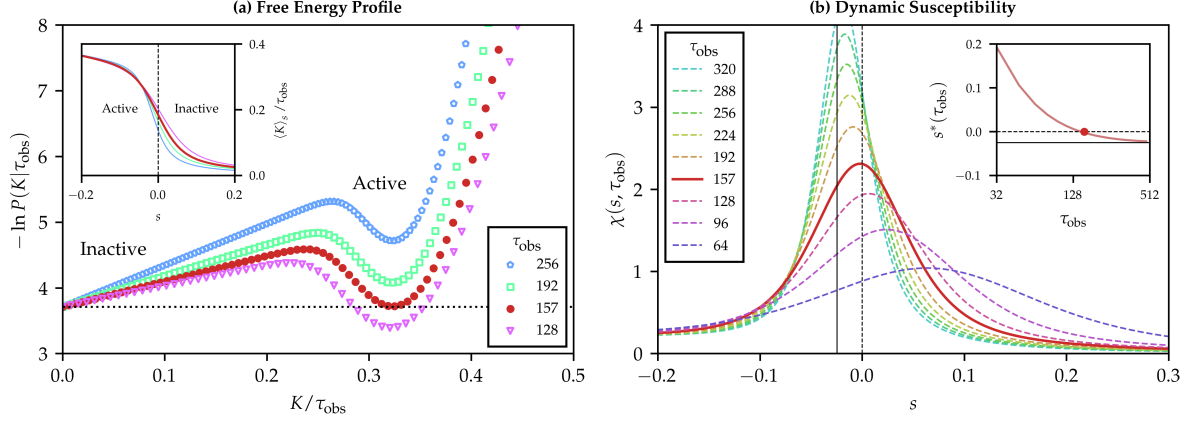 (a) Free Energy Profile
− ln P(K|τobs)
8
7
6
5
4
3
0.0 0.1 0.2 0.3 0.4 0.5
K/τobs
Inactive
Active
τobs
256
192
157
128
Active
Inactive
0.4
0.2
0.0
⟨K⟩s/τobs
−0.2 0.0 0.2
s
(b) Dynamic Susceptibility
χ(s, τobs)
4
3
2
1
0
−0.2 −0.1 0.0 0.1 0.2 0.3
s
τobs
320
288
256
224
192
157
128
96
64
s*(τobs)
0.2
0.1
0.0
−0.1
32 128 512
τobs